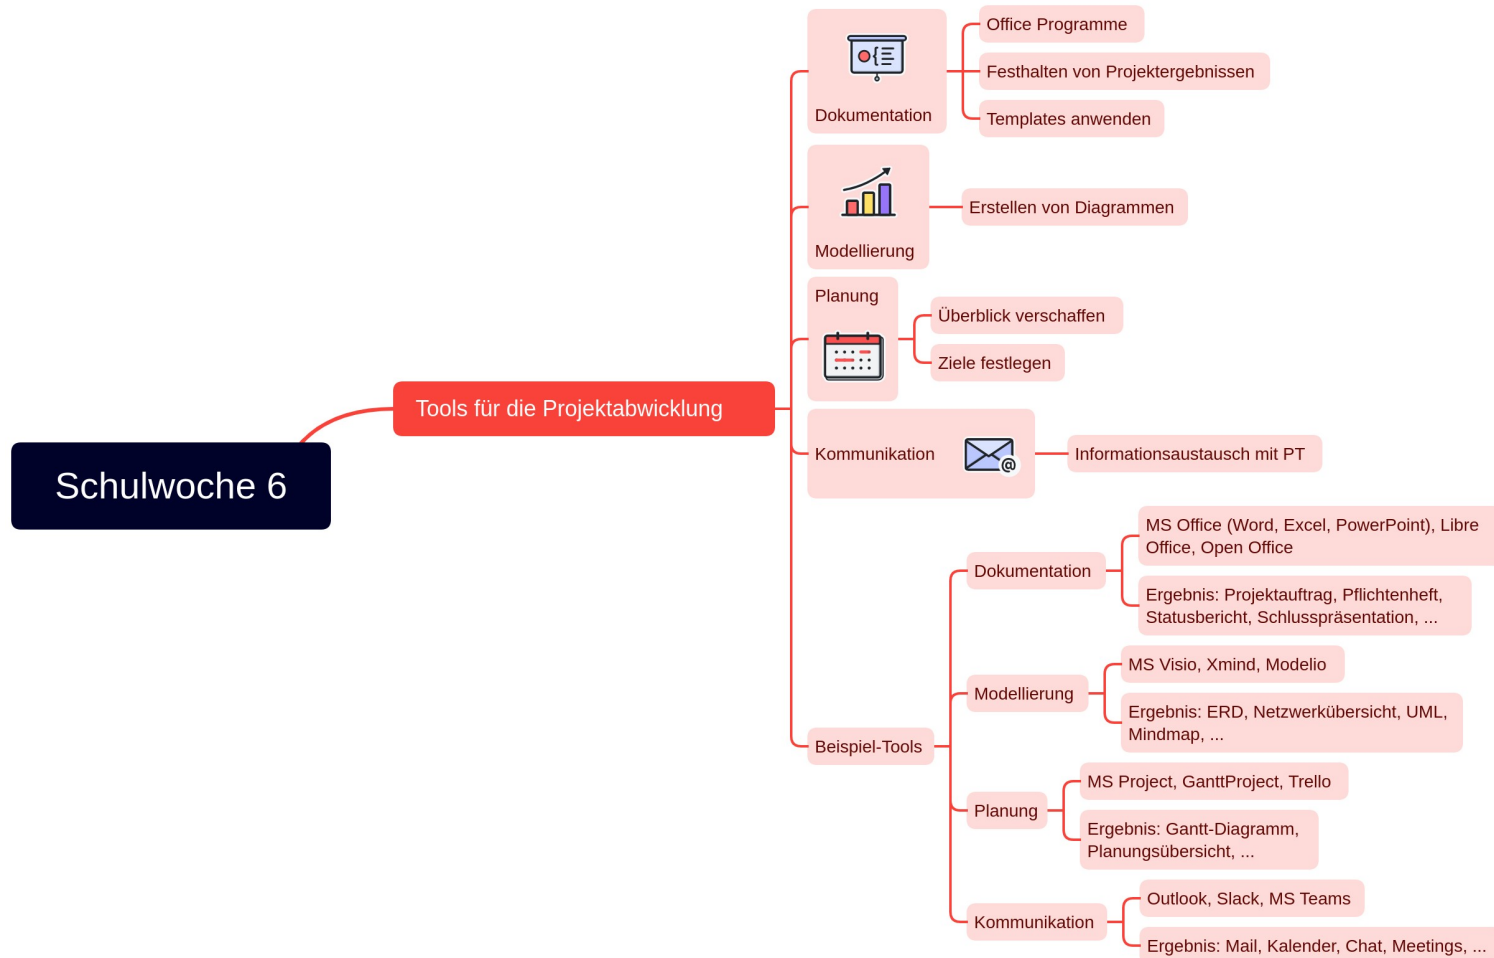 Schulwoche 6
Tools für die Projektabwicklung
Dokumentation
Office Programme
Festhalten von Projektergebnissen
Templates anwenden
Modellierung
Erstellen von Diagrammen
Planung
Überblick verschaffen
Ziele festlegen
Kommunikation
@
Informationsaustausch mit PT
Beispiel-Tools
Dokumentation
MS Office (Word, Excel, PowerPoint), Libre
Office, Open Office
Ergebnis: Projektauftrag, Pflichtenheft,
Statusbericht, Schlusspräsentation, ...
Modellierung
MS Visio, Xmind, Modelio
Ergebnis: ERD, Netzwerkübersicht, UML,
Mindmap, ...
Planung
MS Project, GanttProject, Trello
Ergebnis: Gantt-Diagramm,
Planungsübersicht, ...
Kommunikation
Outlook, Slack, MS Teams
Ergebnis: Mail, Kalender, Chat, Meetings, ...